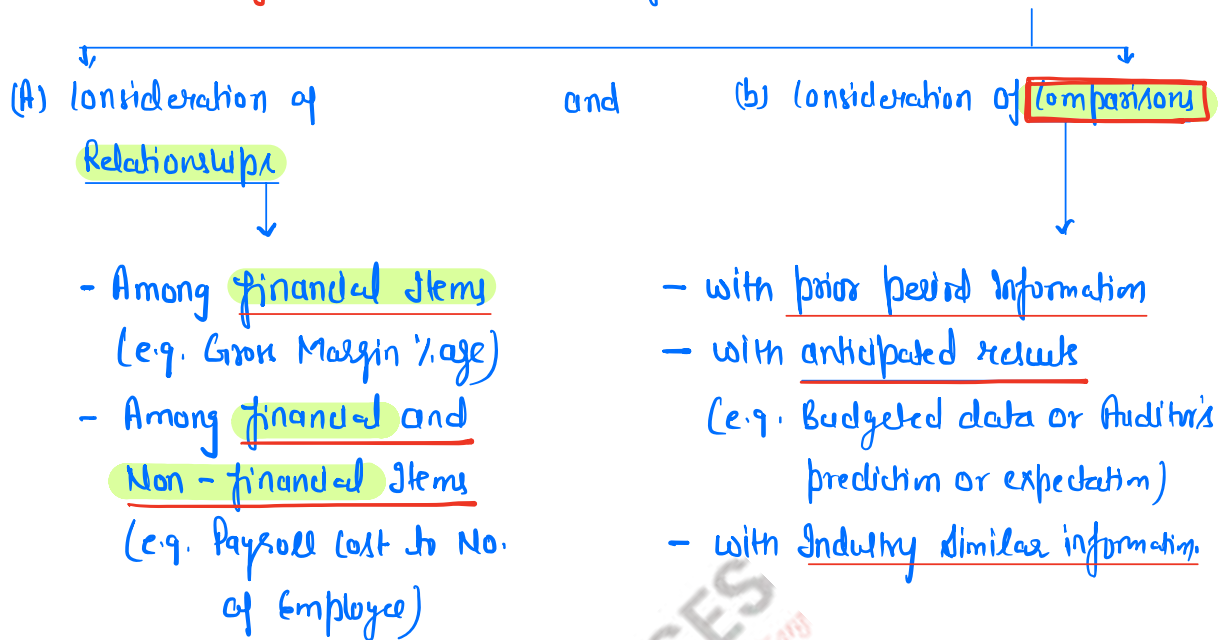 (A) Consideration of
Relationships
and
(b) Consideration of Comparisons
- Among financial Items
(e.g. Gross Margin %age)
- Among financial and
Non-financial Items
(e.g. Payroll Cost to No.
of Employee)
- with prior period Information
- with anticipated results
(e.g. Budgeted data or Auditor's
prediction or expectation)
- with Industry Similar information.